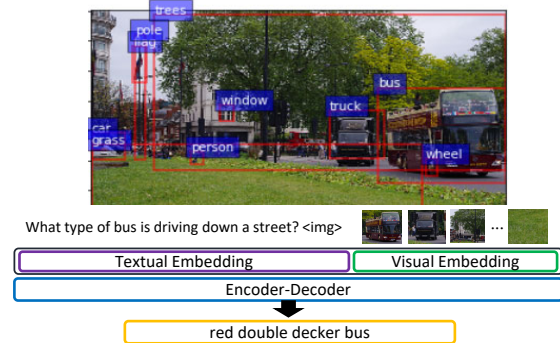 trees
pole
flag
bus
window
truck
car
grass
person
wheel
What type of bus is driving down a street? <img>
...
Textual Embedding
Visual Embedding
Encoder-Decoder
red double decker bus